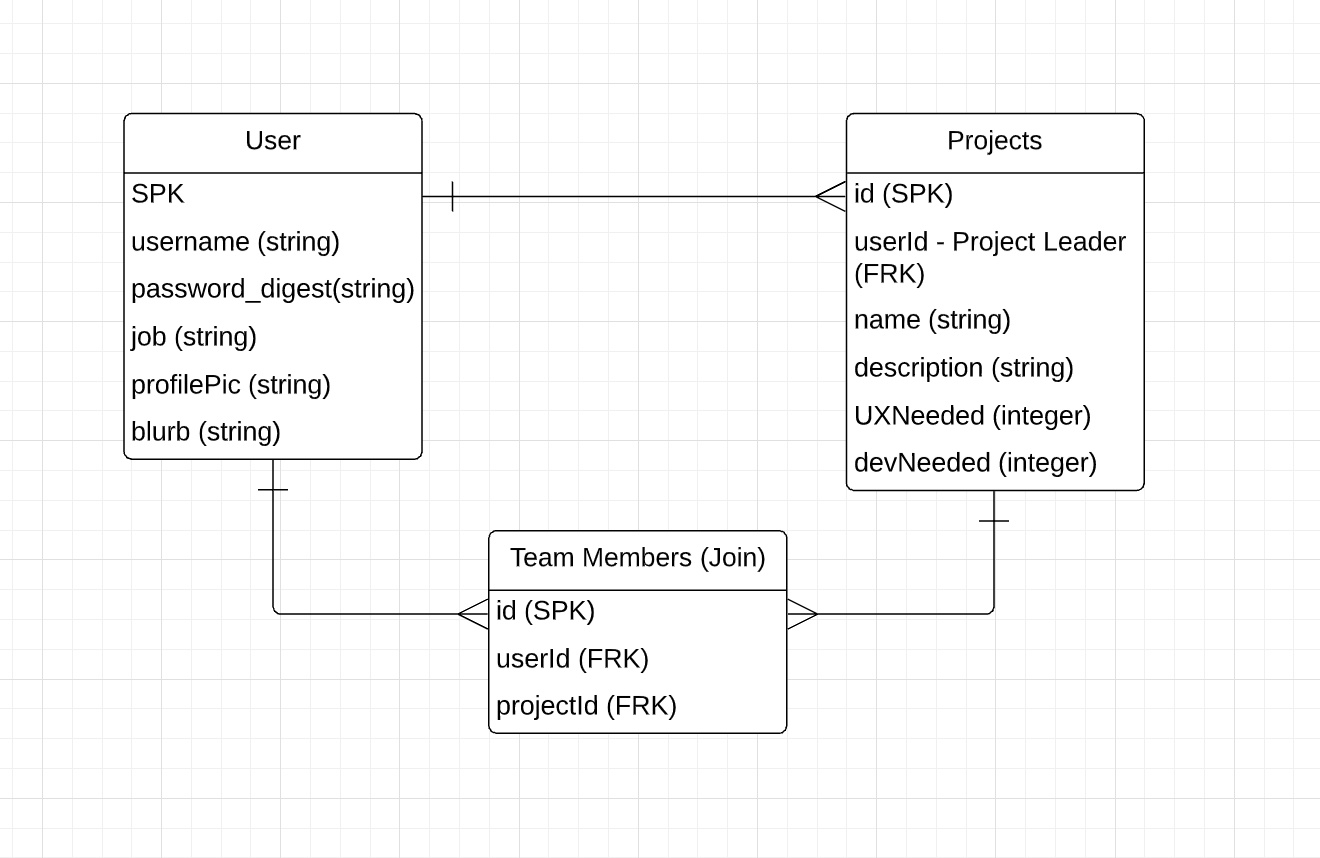 User
SPK
username (string)
password_digest(string)
job (string)
profilePic (string)
blurb (string)
Projects
id (SPK)
userId - Project Leader
(FRK)
name (string)
description (string)
UXNeeded (integer)
devNeeded (integer)
Team Members (Join)
id (SPK)
userId (FRK)
projectId (FRK)